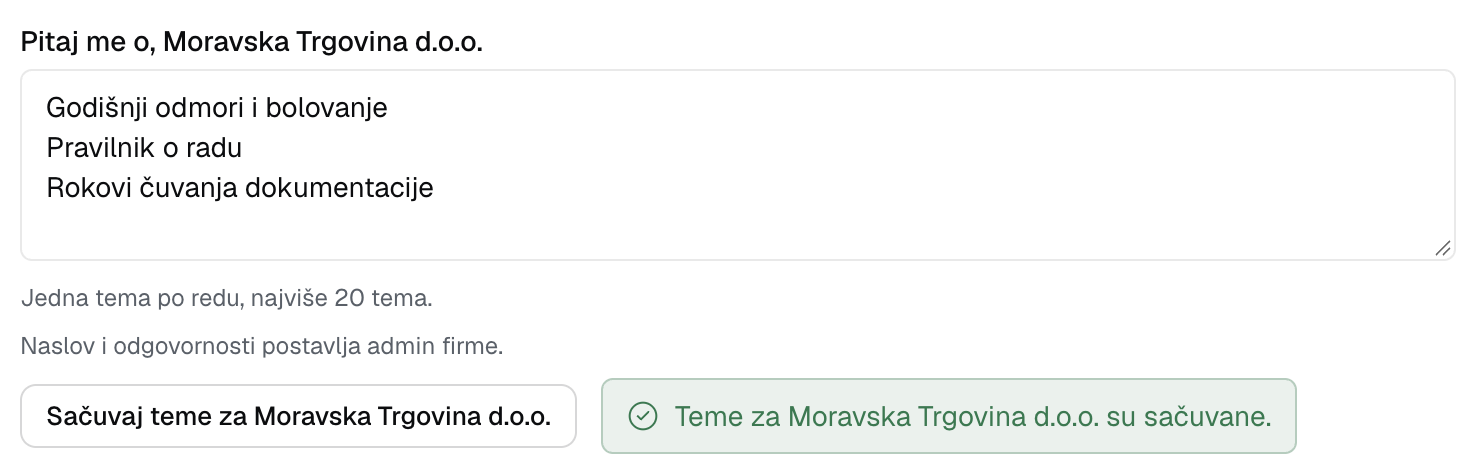 Pitaj me o, Moravska Trgovina d.o.o.
Godišnji odmori i bolovanje
Pravilnik o radu
Rokovi čuvanja dokumentacije
Jedna tema po redu, najviše 20 tema.
Naslov i odgovornosti postavlja admin firme.
Sačuvaj teme za Moravska Trgovina d.o.o.
Teme za Moravska Trgovina d.o.o. su sačuvane.